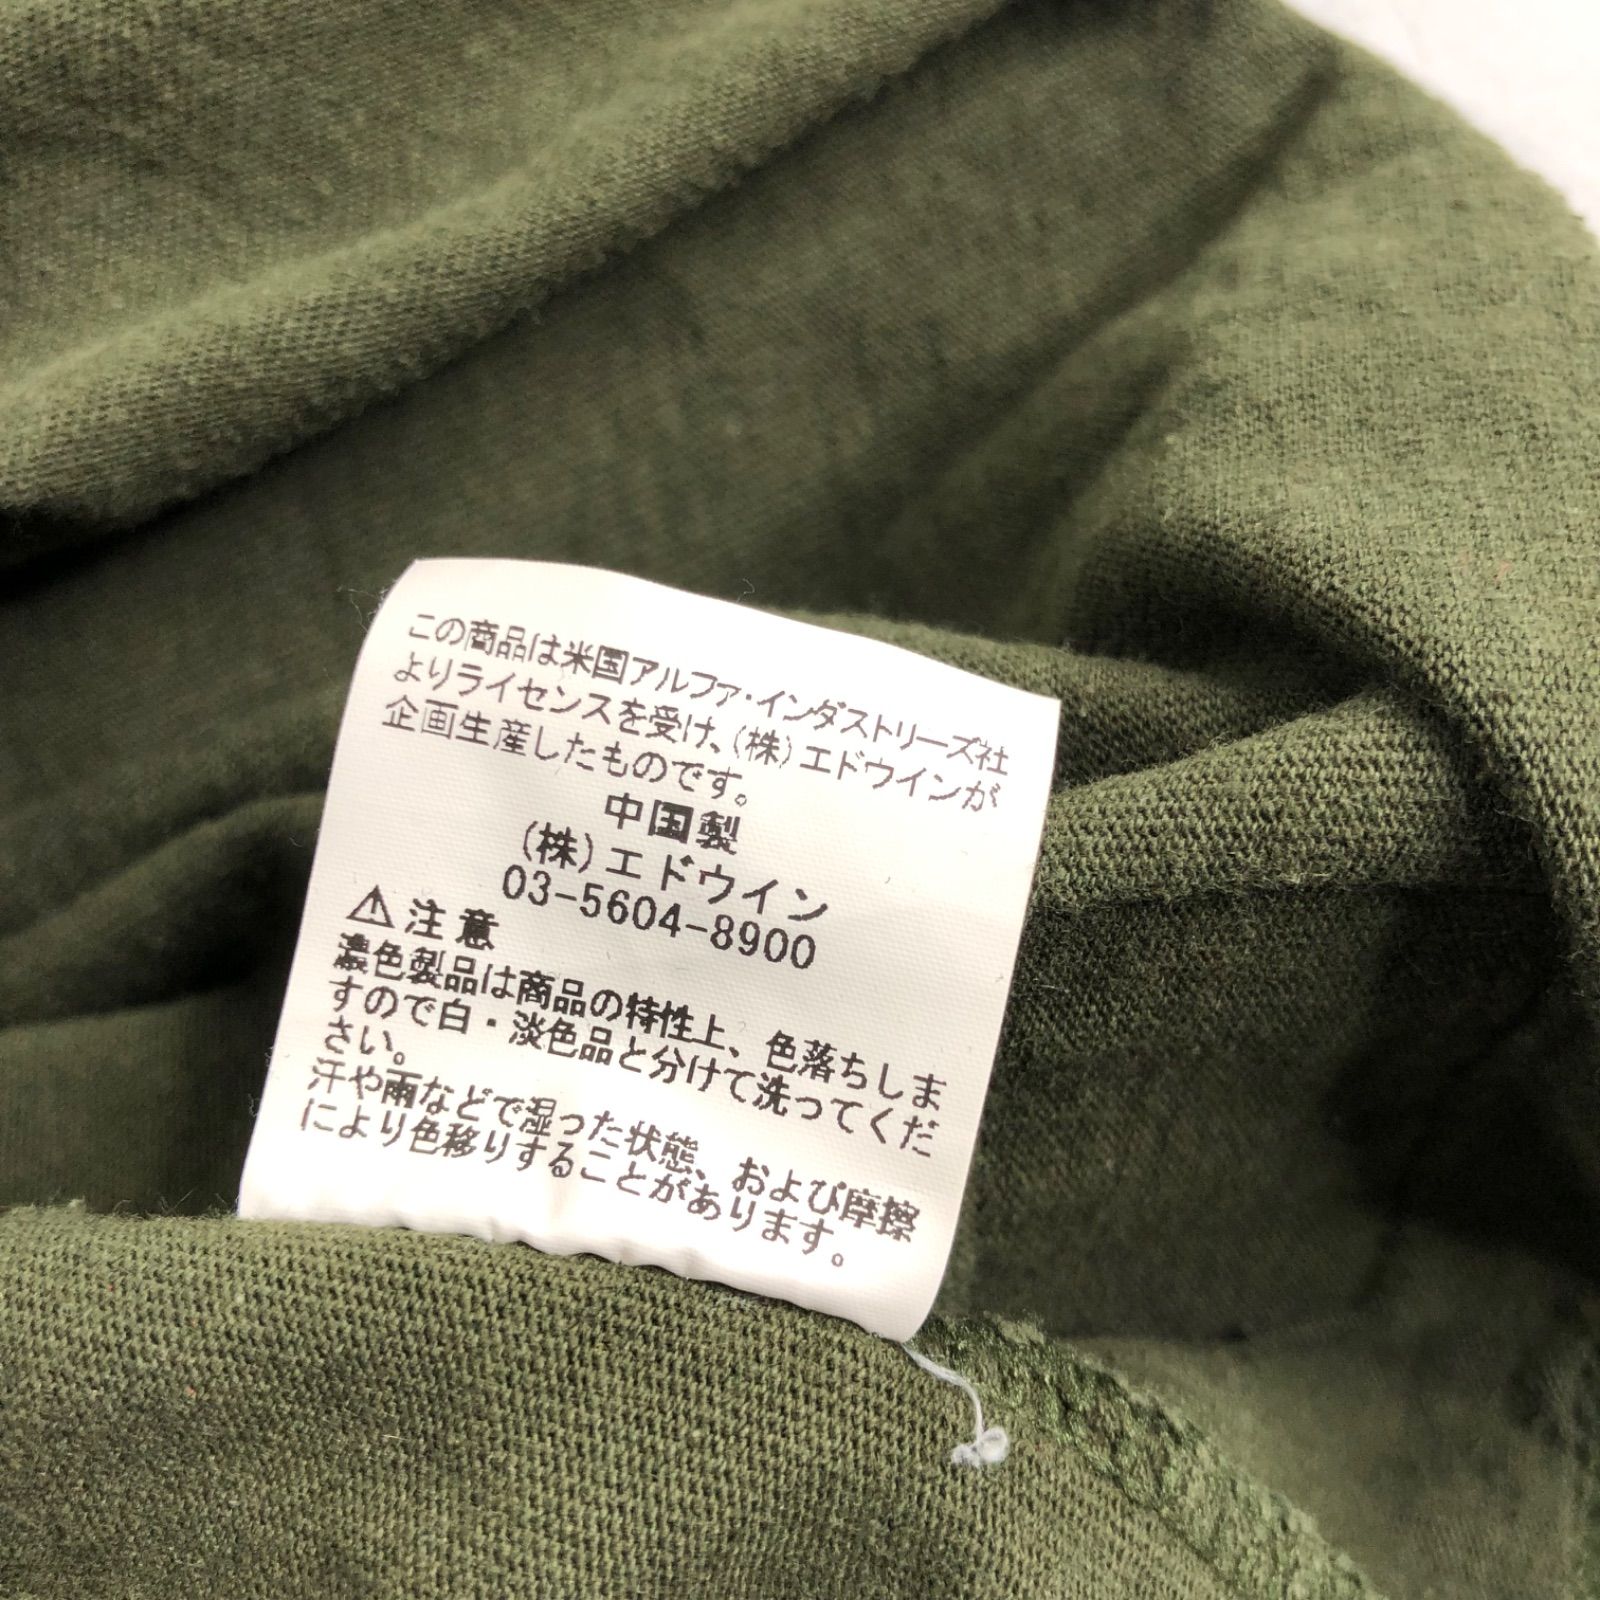 この商品は米国アルファ・インダストリーズ社
よりライセンスを受け、(株)エドウインが
企画生産したものです。
中国製
(株)エドウイン
03-5604-8900
⚠注意
濃色製品は商品の特性上、色落ちしま
すので白・淡色品と分けて洗ってくだ
さい。
汗や雨などで湿った状態、および摩擦
により色移りすることがあります。